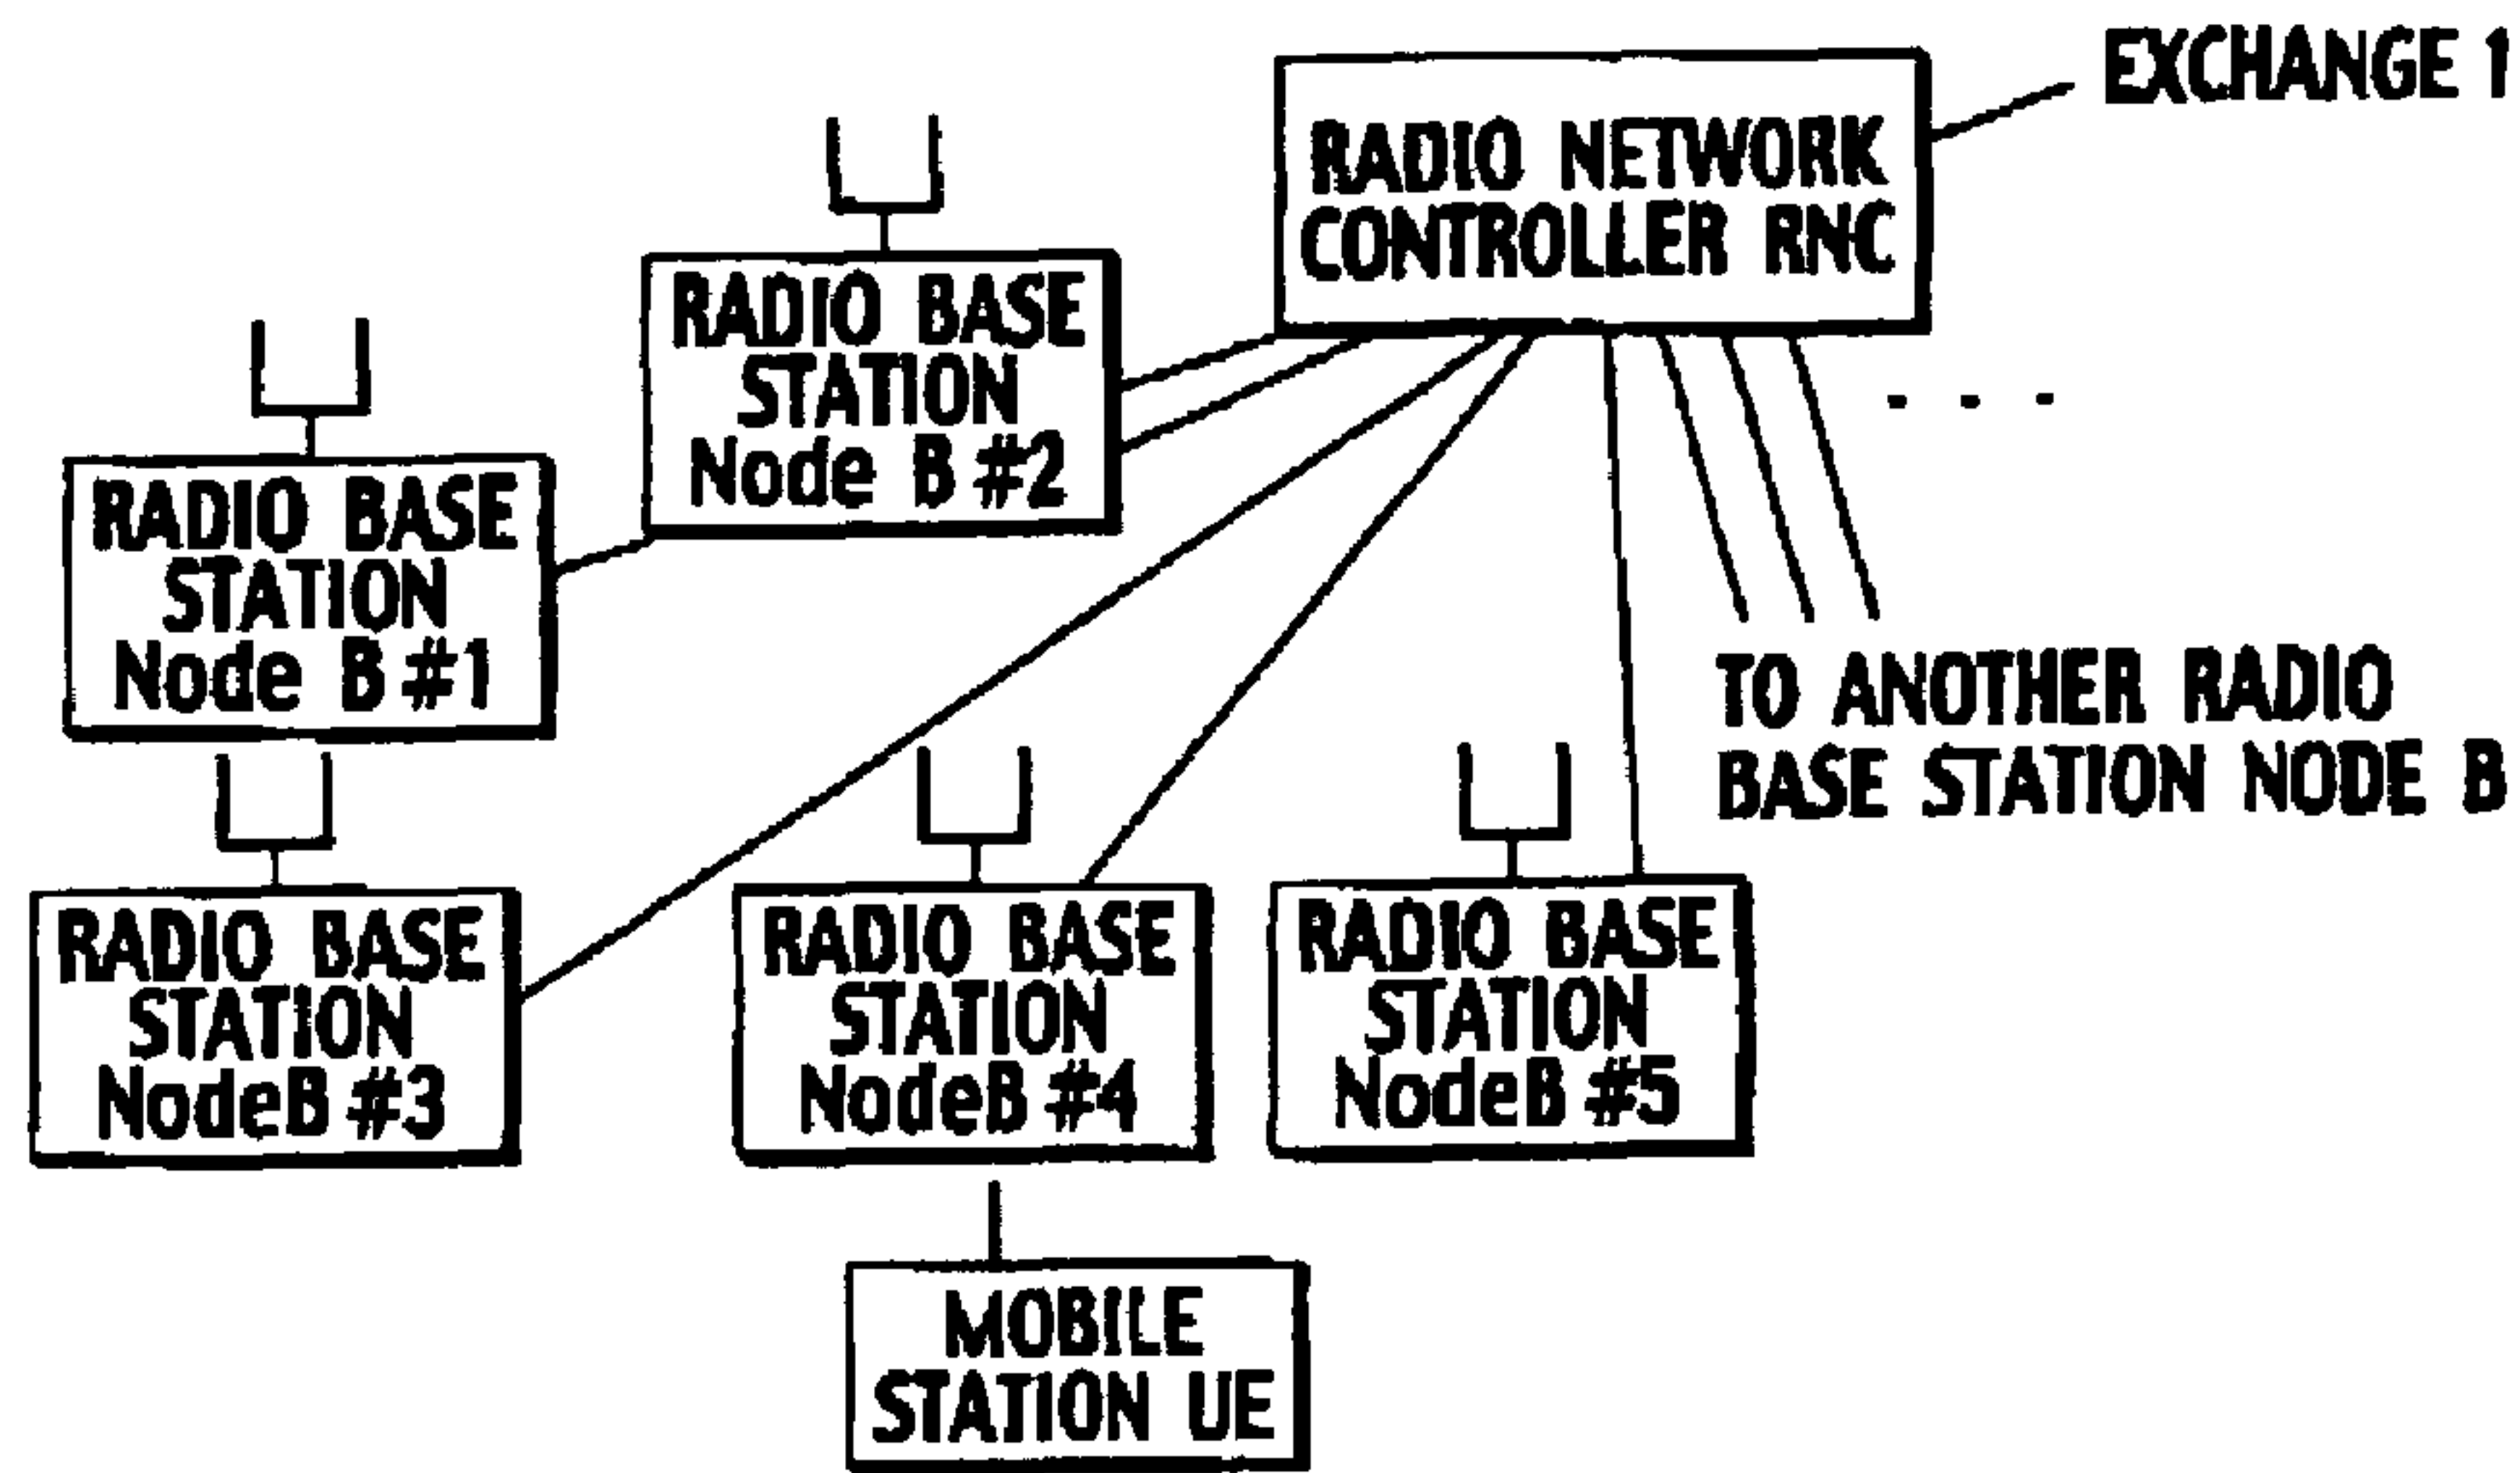 EXCHANGE 1
RADIO NETWORK
CONTROLLER RNC
RADIO BASE
STATION
Node B #2
RADIO BASE
STATION
Node B #1
TO ANOTHER RADIO
BASE STATION NODE B
RADIO BASE
STATION
NodeB #3
RADIO BASE
STATION
NodeB #4
RADIO BASE
STATION
NodeB #5
MOBILE
STATION UE